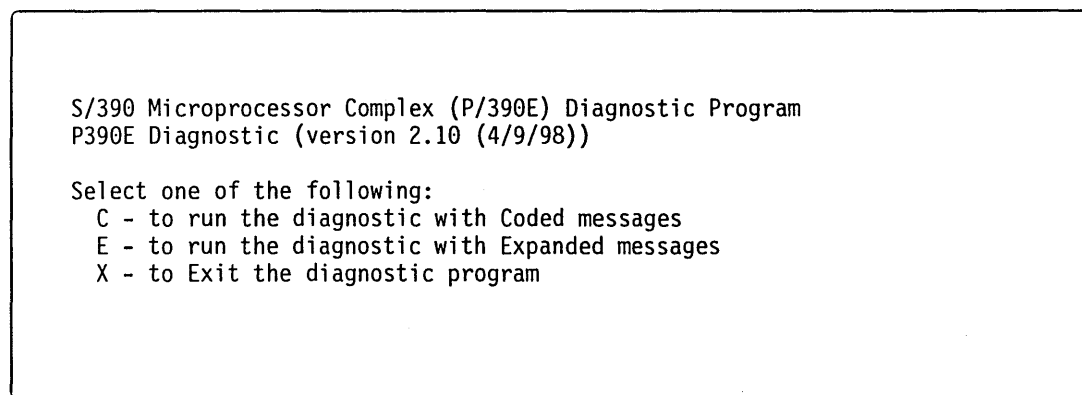 S/390 Microprocessor Complex (P/390E) Diagnostic Program
P390E Diagnostic (version 2.10 (4/9/98))
Select one of the following:
C - to run the diagnostic with Coded messages
E - to run the diagnostic with Expanded messages
X - to Exit the diagnostic program